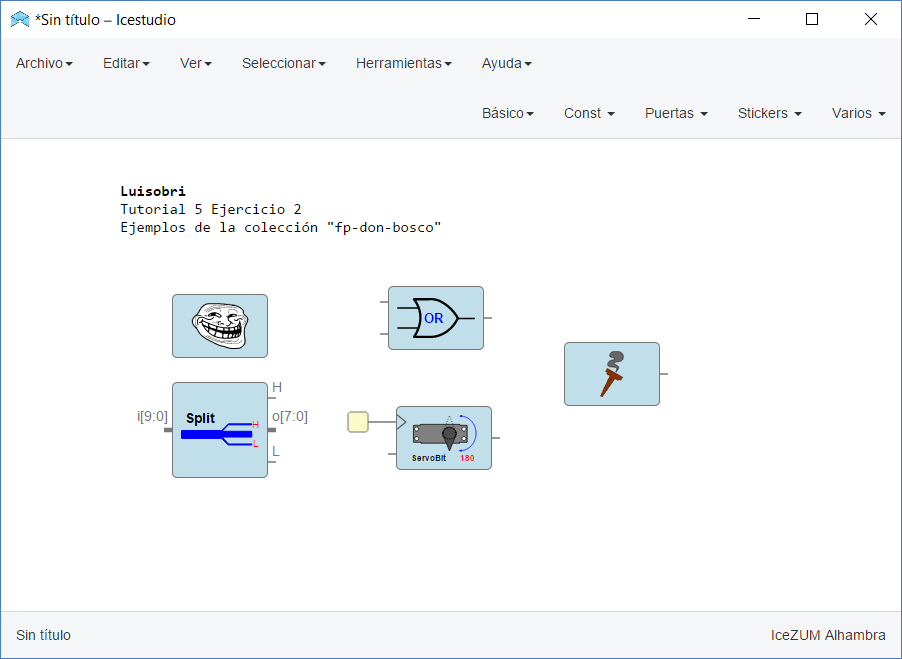 *Sin título – Icestudio
Archivo Editar Ver Seleccionar Herramientas Ayuda
Básico Const Puertas Stickers Varios
Luisobri
Tutorial 5 Ejercicio 2
Ejemplos de la colección "fp-don-bosco"
OR
H
i[9:0] Split o[7:0]
H
L
L
ServoBit 180
Sin título IceZUM Alhambra